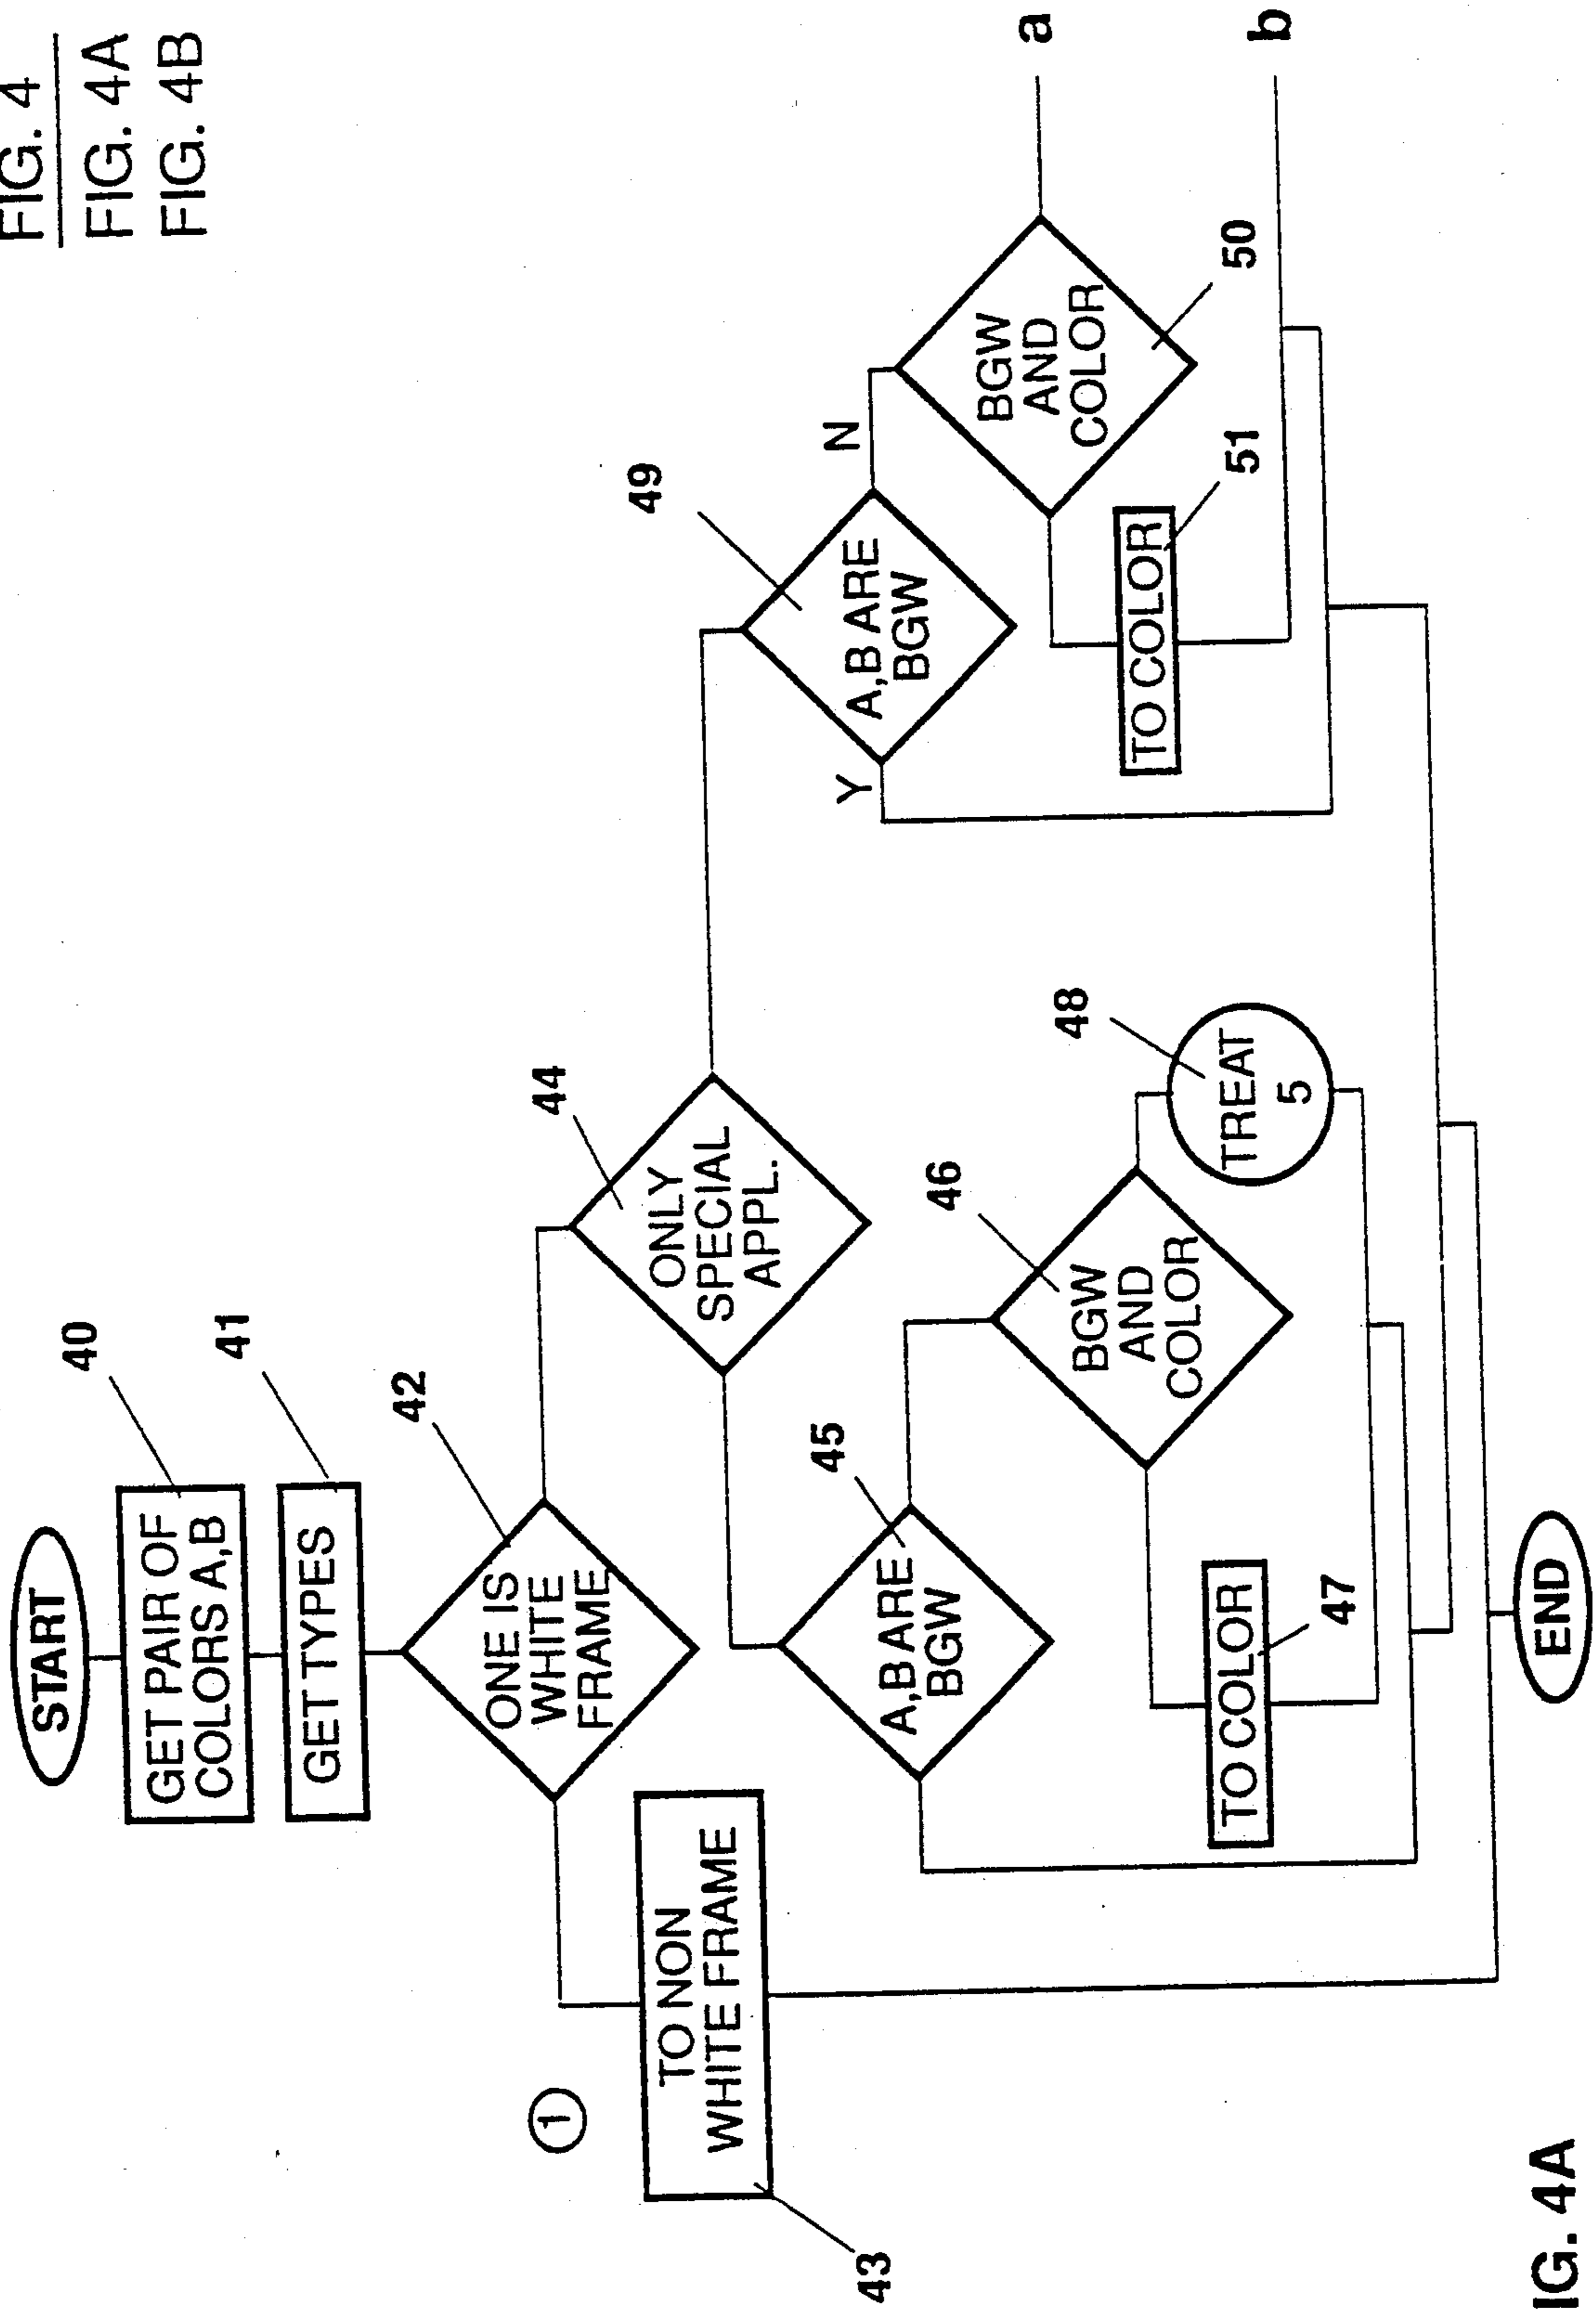 FIG. 4
FIG. 4A
FIG. 4B
START
40
GET PAIR OF
COLORS A,B
41
GET TYPES
42
ONE IS
WHITE
FRAME
1
TO NON
WHITE FRAME
43
44
ONLY
SPECIAL
APPL.
45
A,B ARE
BGW
46
BGW
AND
COLOR
TO COLOR
47
48
TREAT
5
49
A,B ARE
BGW
Y
N
BGW
AND
COLOR
50
TO COLOR
51
a
b
END
IG. 4A